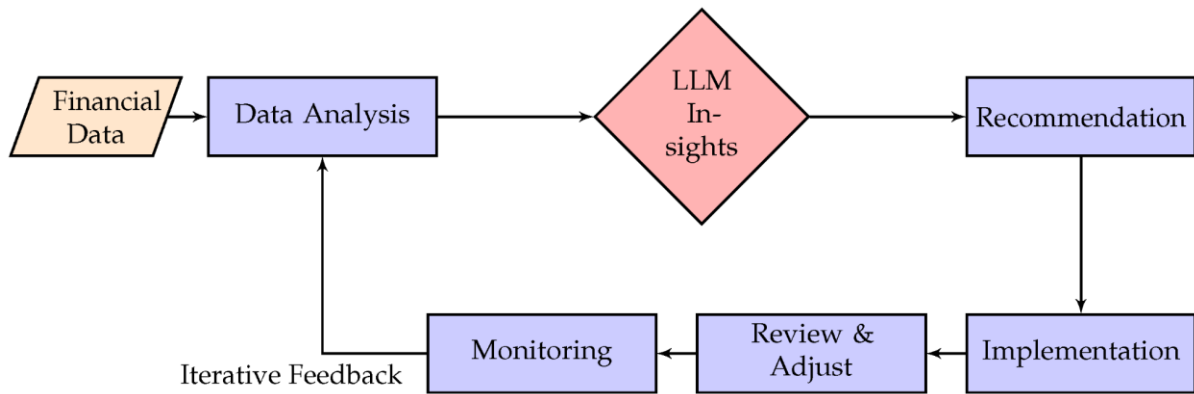 Financial
Data
Data Analysis
LLM
In-
sights
Recommendation
Implementation
Review &
Adjust
Monitoring
Iterative Feedback